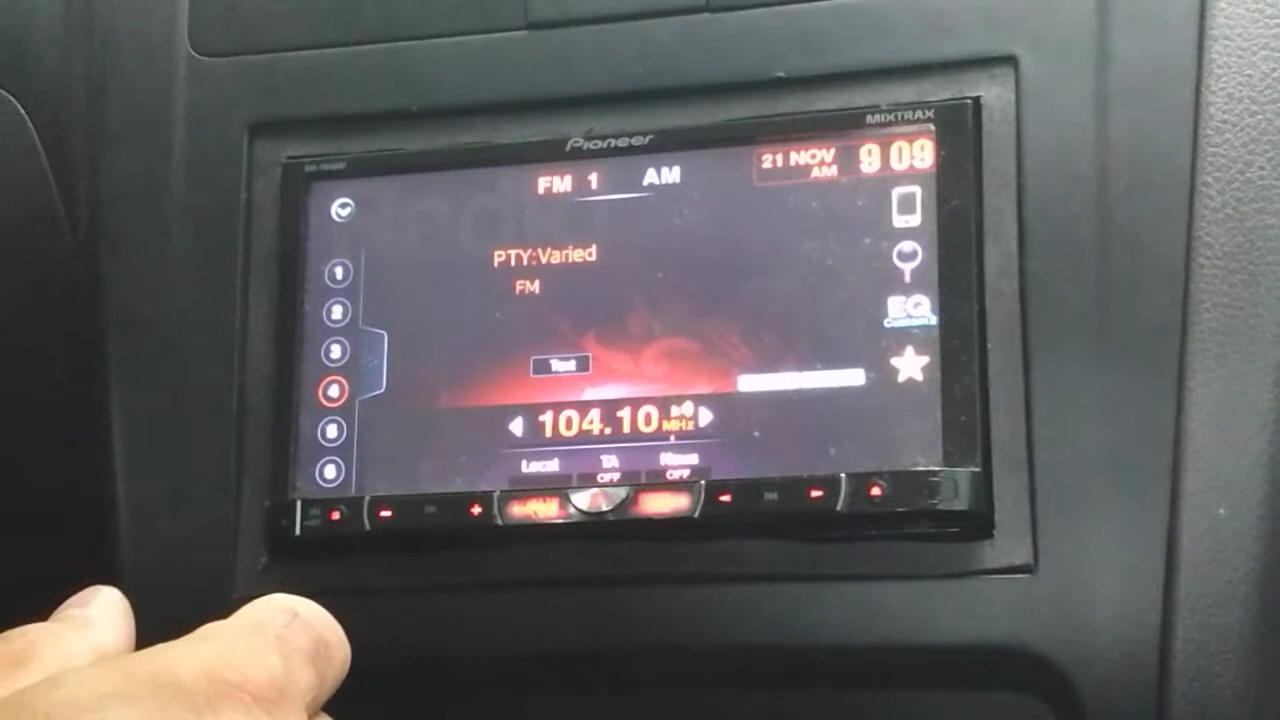 Pioneer
MIXTRAX
FM 1 AM
21 NOV 9 09
AM
PTY:Varied
FM
EQ
1
2
3
4
5
6
Text
104.10 MHz
Local TA News
OFF OFF